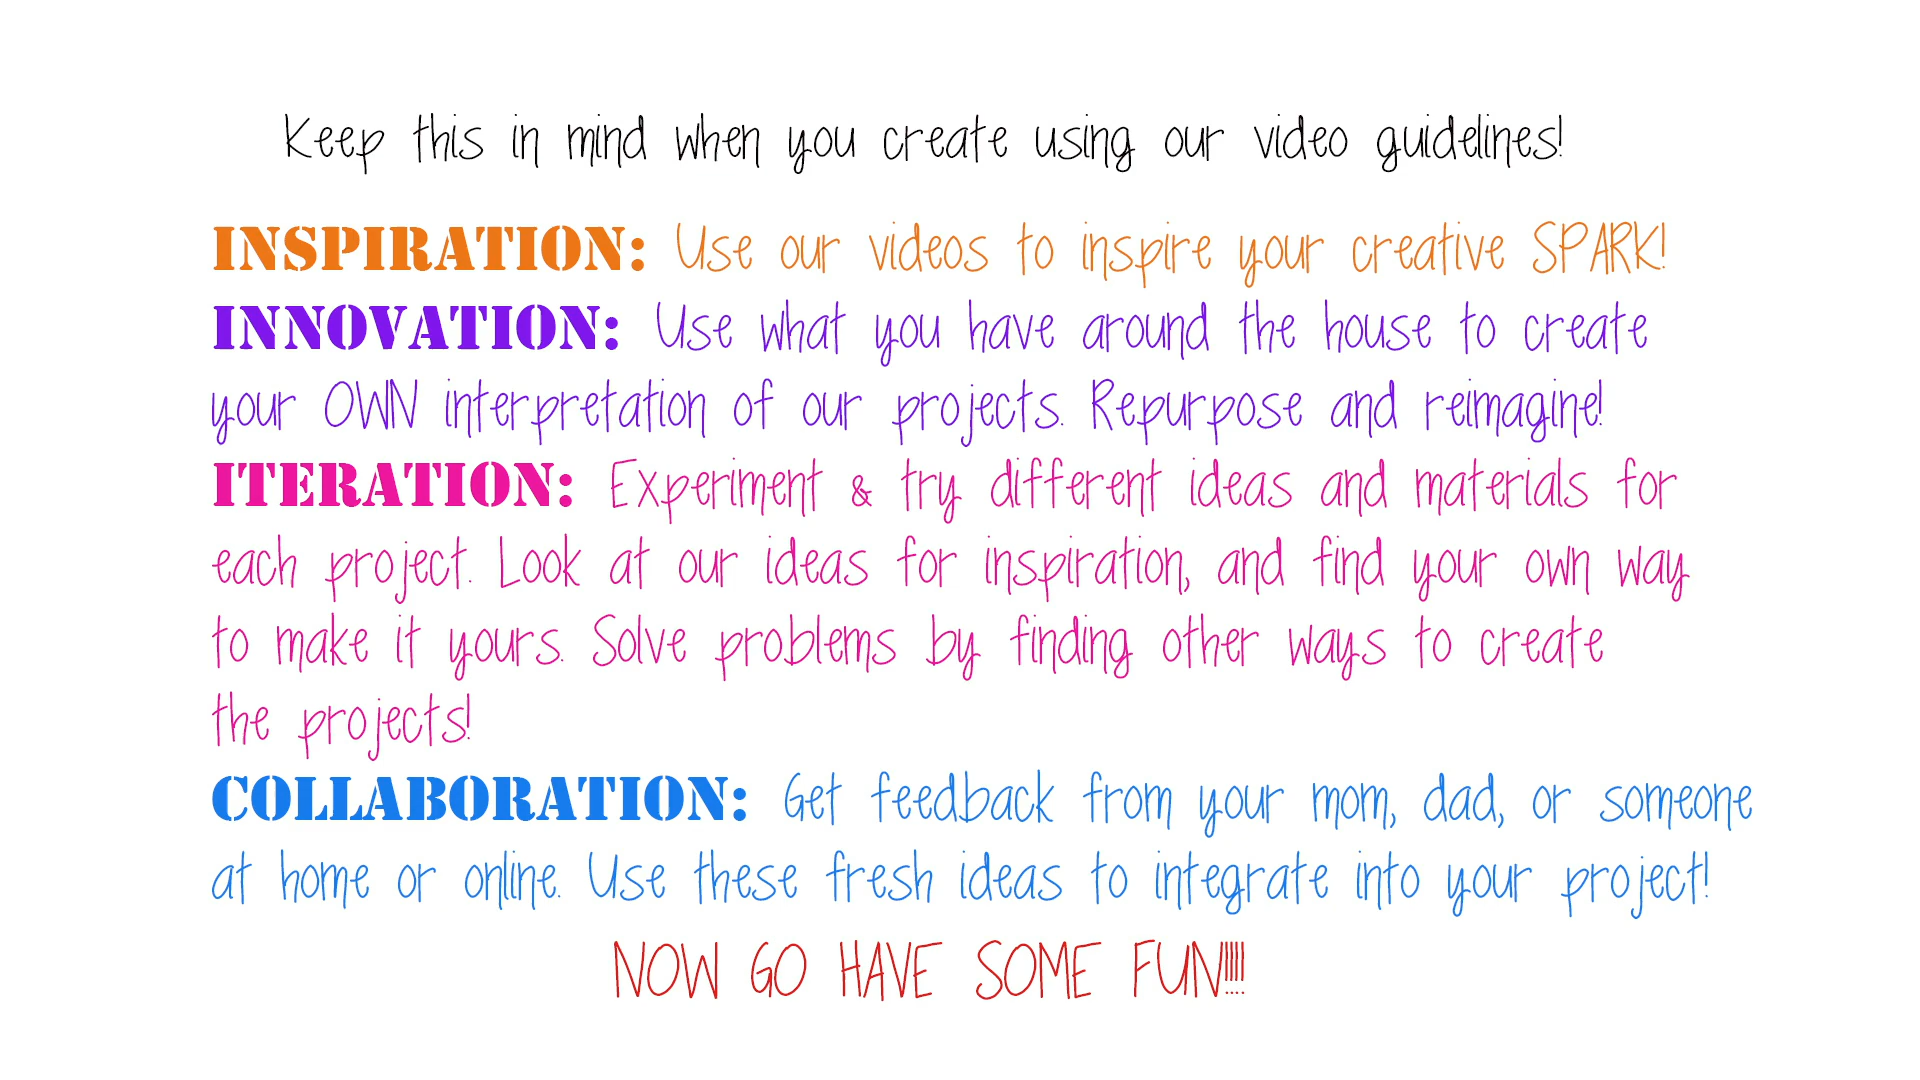 Keep this in mind when you create using our video guidelines!
INSPIRATION: Use our videos to inspire your creative SPARK!
INNOVATION: Use what you have around the house to create
your OWN interpretation of our projects. Repurpose and reimagine!
ITERATION: Experiment & try different ideas and materials for
each project. Look at our ideas for inspiration, and find your own way
to make it yours. Solve problems by finding other ways to create
the projects!
COLLABORATION: Get feedback from your mom, dad, or someone
at home or online. Use these fresh ideas to integrate into your project!
NOW GO HAVE SOME FUN!!!!